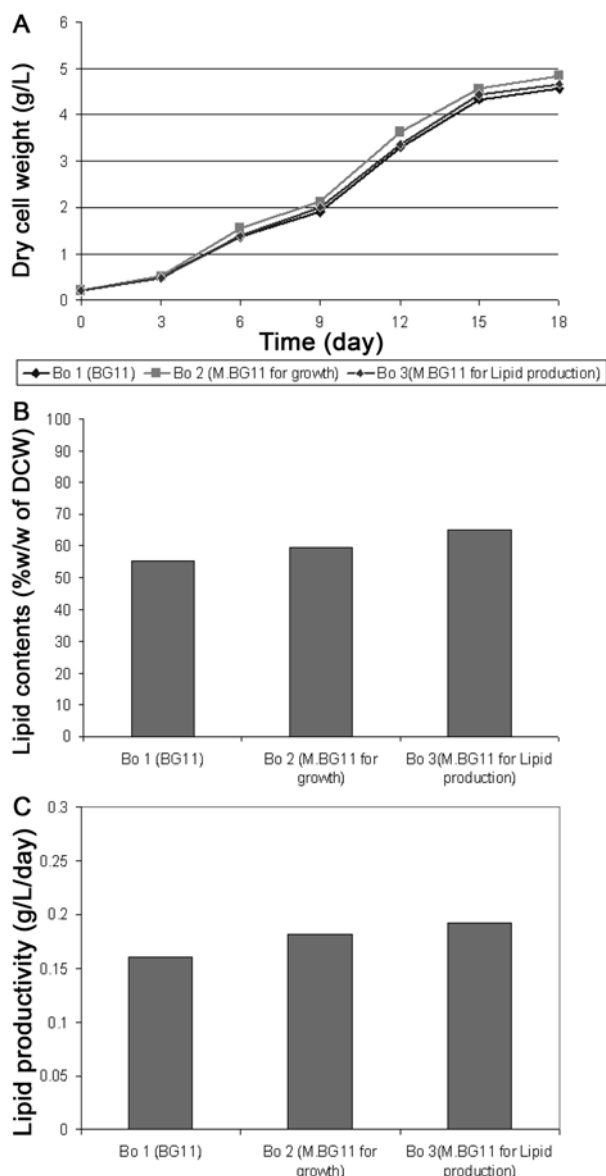 A
Dry cell weight (g/L)
6
5
4
3
2
1
0
0 3 6 9 12 15 18
Time (day)
Bo 1 (BG11) Bo 2 (M.BG11 for growth) Bo 3(M.BG11 for Lipid production)
B
Lipid contents (%w/w of DCW)
100
90
80
70
60
50
40
30
20
10
0
Bo 1 (BG11) Bo 2 (M.BG11 for Bo 3(M.BG11 for Lipid
growth) production)
C
Lipid productivity (g/L/day)
0.3
0.25
0.2
0.15
0.1
0.05
0
Bo 1 (BG11) Bo 2 (M.BG11 for Bo 3(M.BG11 for Lipid
growth) production)